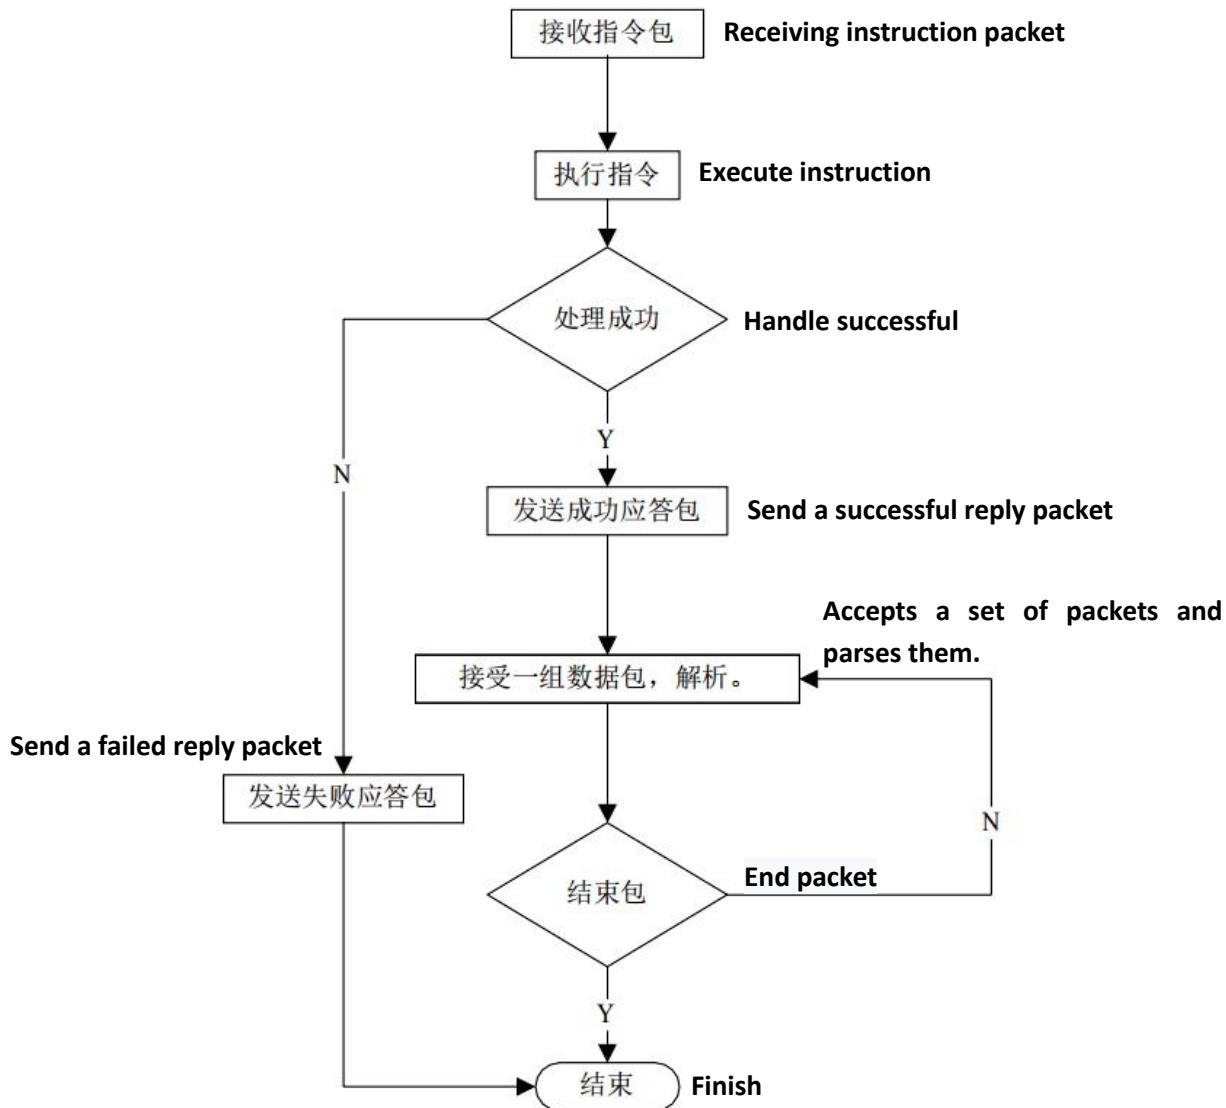 接收指令包
Receiving instruction packet
执行指令
Execute instruction
处理成功
Handle successful
Y
N
发送成功应答包
Send a successful reply packet
Accepts a set of packets and
parses them.
接受一组数据包，解析。
Send a failed reply packet
发送失败应答包
N
End packet
结束包
Y
结束
Finish